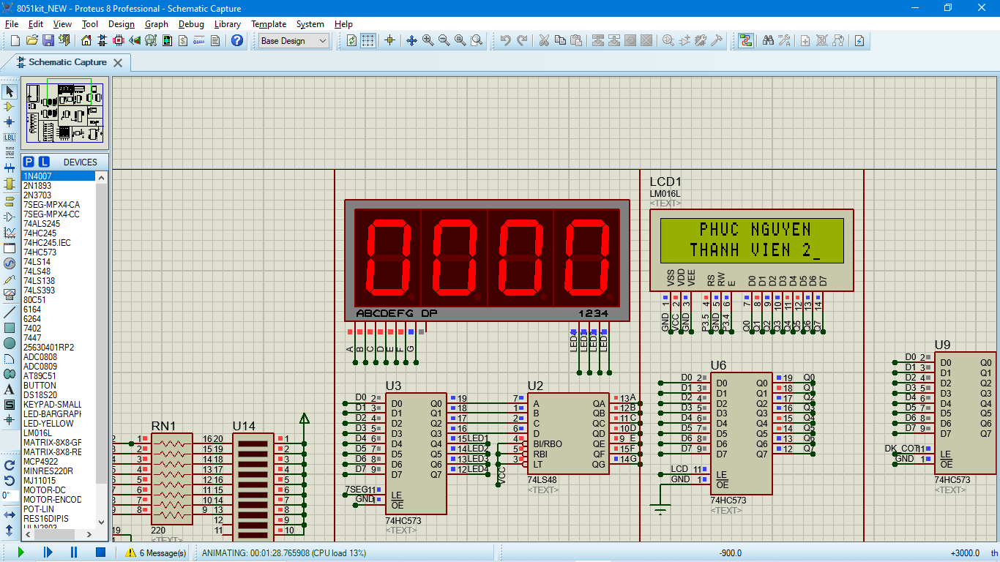 8051kit_NEW - Proteus 8 Professional - Schematic Capture
File Edit View Tool Design Graph Debug Library Template System Help
Base Design
Schematic Capture
P L DEVICES
1N4007
2N1893
2N3703
7SEG-MPX4-CA
7SEG-MPX4-CC
74ALS245
74HC245
74HC245.IEC
74HC573
74LS14
74LS48
74LS138
74LS393
80C51
6164
6264
7402
7447
25630401RP2
ADC0808
ADC0809
AT89C51
BUTTON
DS18S20
KEYPAD-SMALL
LED-BARGRAPH
LED-YELLOW
LM016L
MATRIX-8X8-GR
MATRIX-8X8-RE
MCP4922
MINRES220R
MJ11015
MOTOR-DC
MOTOR-ENCOD
POT-LIN
RES16DIPIS
ULN2803
LBL
A
S
0°
0000
ABCDEFG DP 1234
A B C D E F G
LCD1
LM016L
<TEXT>
PHUC NGUYEN
THANH VIEN 2_
VSS VDD VEE RS RW E D0 D1 D2 D3 D4 D5 D6 D7
1 2 3 4 5 6 7 8 9 10 11 12 13 14
GND VCC GND P3.5 GND P3.4 Q0 Q1 Q2 Q3 Q4 Q5 Q6 Q7
U3
D0 2 D0 Q0 19
D1 3 D1 Q1 18
D2 4 D2 Q2 17
D3 5 D3 Q3 16
D4 6 D4 Q4 15 LED1
D5 7 D5 Q5 14 LED2
D6 8 D6 Q6 13 LED3
D7 9 D7 Q7 12 LED4
7SEG 11 LE
GND 1 OE
74HC573
<TEXT>
U2
7 A QA 13 A
1 B QB 12 B
2 C QC 11 C
6 D QD 10 D
4 BI/RBO QE 9 E
5 RBI QF 15 F
3 LT QG 14 G
VCC
74LS48
<TEXT>
U6
D0 2 D0 Q0 19 Q0
D1 3 D1 Q1 18 Q1
D2 4 D2 Q2 17 Q2
D3 5 D3 Q3 16 Q3
D4 6 D4 Q4 15 Q4
D5 7 D5 Q5 14 Q5
D6 8 D6 Q6 13 Q6
D7 9 D7 Q7 12 Q7
LCD 11 LE
GND 1 OE
74HC573
<TEXT>
U9
D0 2 D0 Q0
D1 3 D1 Q1
D2 4 D2 Q2
D3 5 D3 Q3
D4 6 D4 Q4
D5 7 D5 Q5
D6 8 D6 Q6
D7 9 D7 Q7
DK_COT 11 LE
GND 1 OE
74HC573
<TEXT>
RN1
1 16
2 15
3 14
4 13
5 12
6 11
7 10
8 9
220
<TEXT>
U14
20 1
19 2
18 3
17 4
16 5
15 6
14 7
13 8
12 9
11 10
6 Message(s) ANIMATING: 00:01:28.765908 (CPU load 13%) -900.0 +3000.0 th